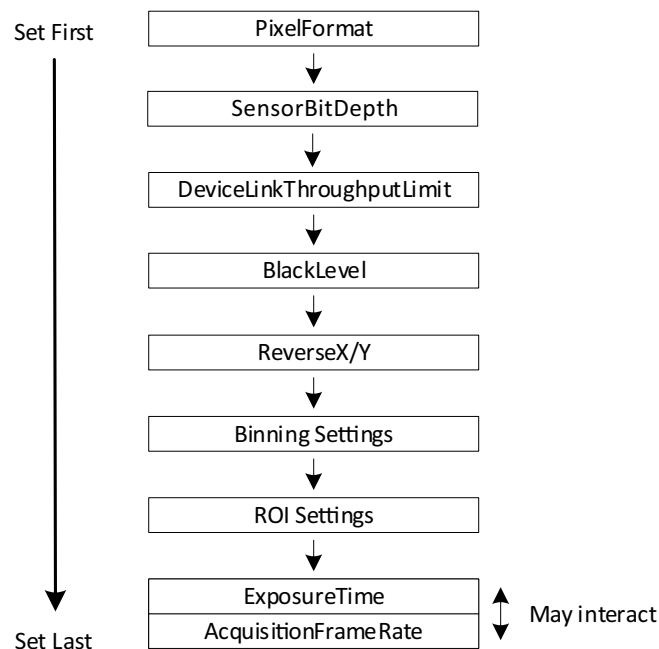 Set First
PixelFormat
SensorBitDepth
DeviceLinkThroughputLimit
BlackLevel
ReverseX/Y
Binning Settings
ROI Settings
ExposureTime
May interact
AcquisitionFrameRate
Set Last